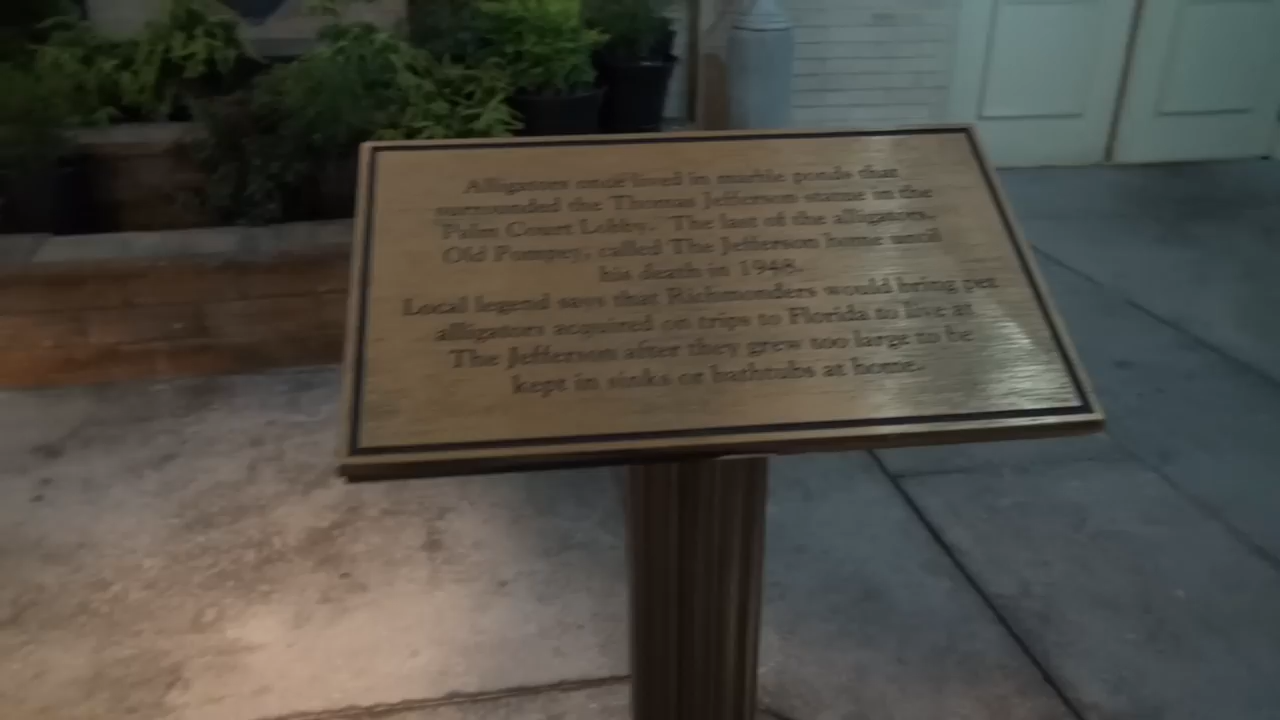 Alligators once lived in marble ponds that
surrounded the Thomas Jefferson statue in the
Palm Court Lobby. The last of the alligators,
Old Pompey, called The Jefferson home until
his death in 1948.
Local legend says that Richmonders would bring pet
alligators acquired on trips to Florida to live at
The Jefferson after they grew too large to be
kept in sinks or bathtubs at home.